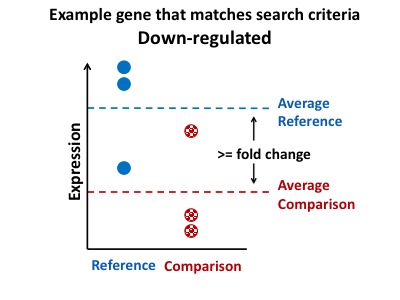 Example gene that matches search criteria
Down-regulated
Average
Reference
>= fold change
Average
Comparison
Expression
Reference Comparison